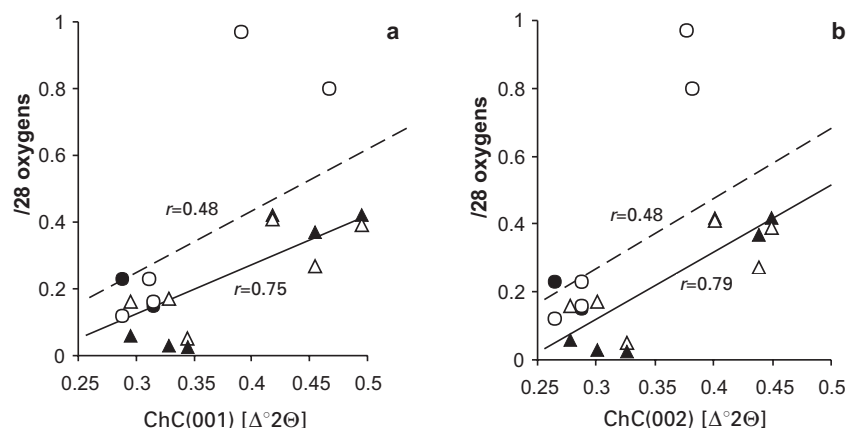 a
1
0.8
0.6
0.4
0.2
0
/28 oxygens
r=0.48
r=0.75
0.25 0.3 0.35 0.4 0.45 0.5
ChC(001) [Δ°2Θ]
b
1
0.8
0.6
0.4
0.2
0
/28 oxygens
r=0.48
r=0.79
0.25 0.3 0.35 0.4 0.45 0.5
ChC(002) [Δ°2Θ]